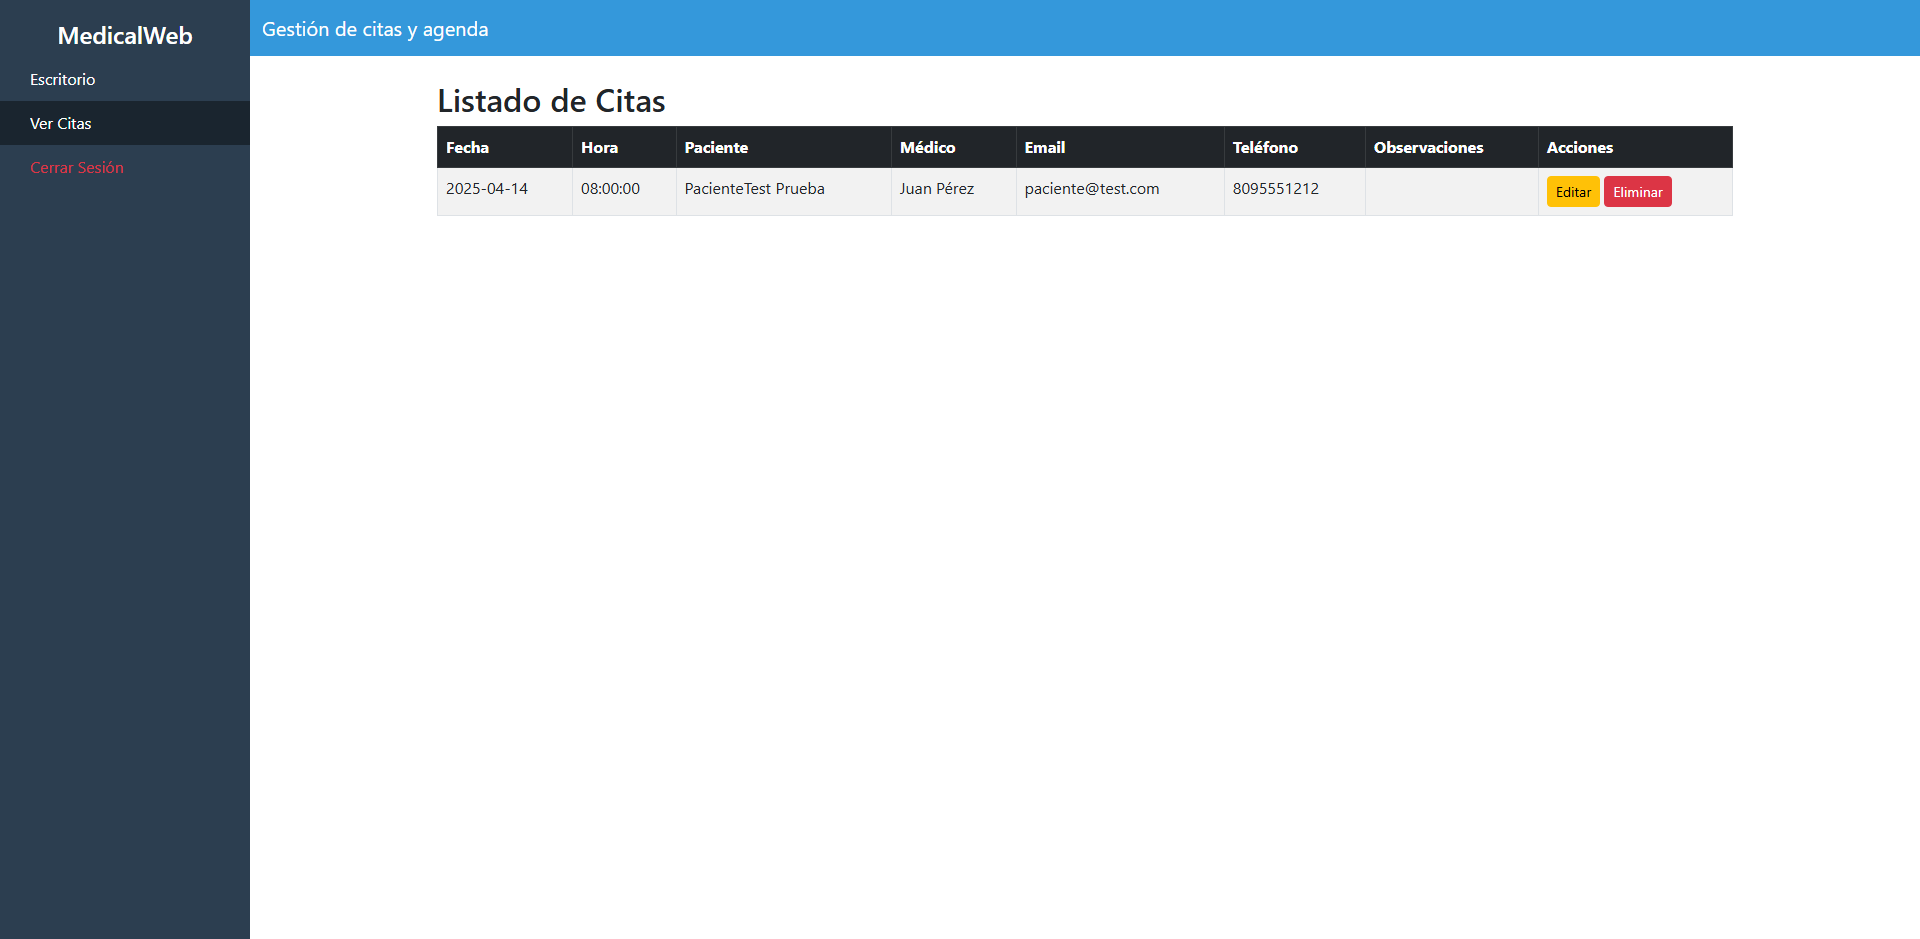 MedicalWeb
Escritorio
Ver Citas
Cerrar Sesión
Gestión de citas y agenda
Listado de Citas
Fecha Hora Paciente Médico Email Teléfono Observaciones Acciones
2025-04-14 08:00:00 PacienteTest Prueba Juan Pérez paciente@test.com 8095551212 Editar Eliminar